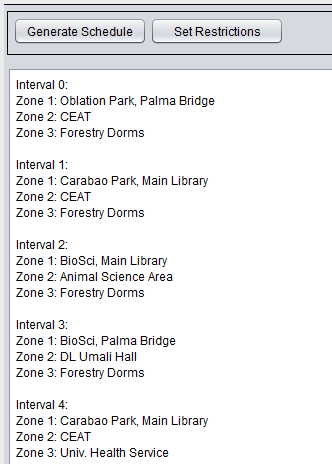 Generate Schedule
Set Restrictions
Interval 0:
Zone 1: Oblation Park, Palma Bridge
Zone 2: CEAT
Zone 3: Forestry Dorms
Interval 1:
Zone 1: Carabao Park, Main Library
Zone 2: CEAT
Zone 3: Forestry Dorms
Interval 2:
Zone 1: BioSci, Main Library
Zone 2: Animal Science Area
Zone 3: Forestry Dorms
Interval 3:
Zone 1: BioSci, Palma Bridge
Zone 2: DL Umali Hall
Zone 3: Forestry Dorms
Interval 4:
Zone 1: Carabao Park, Main Library
Zone 2: CEAT
Zone 3: Univ. Health Service